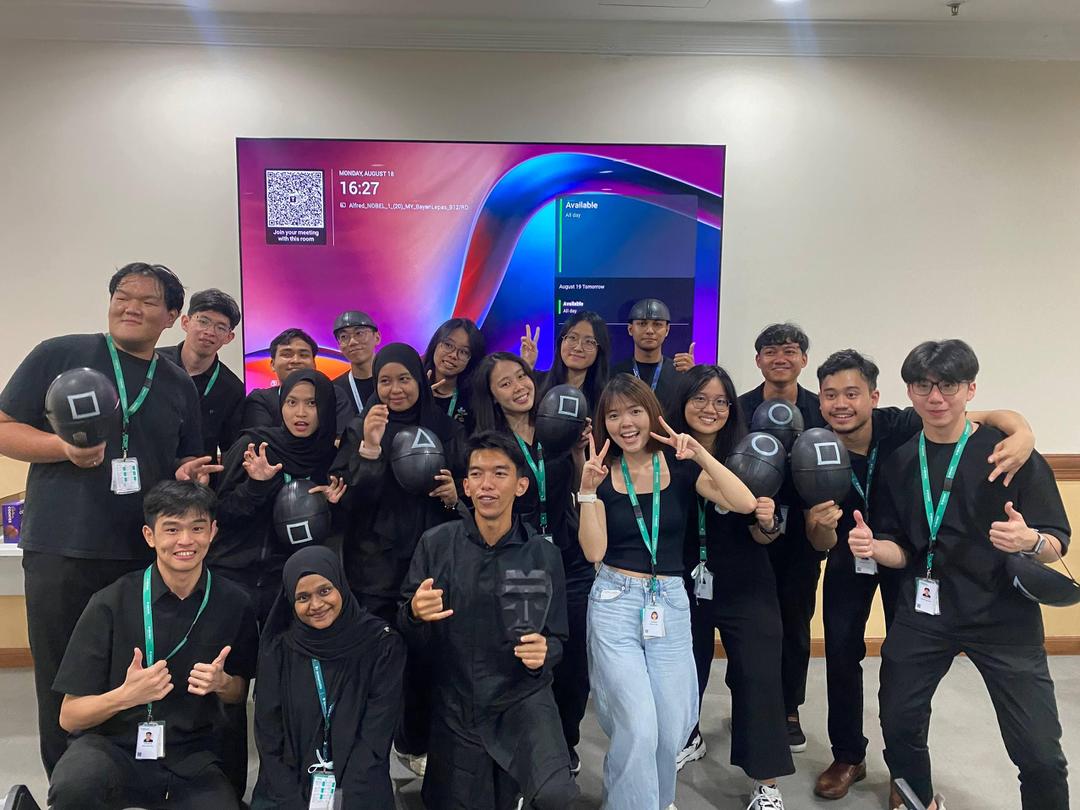 MONDAY, AUGUST 18
16:27
Alfred_NOBEL_1_(20)_MY_BayanLepas_B12/RD
Join your meeting
with this room
Available
All day
August 19 Tomorrow
Available
All day